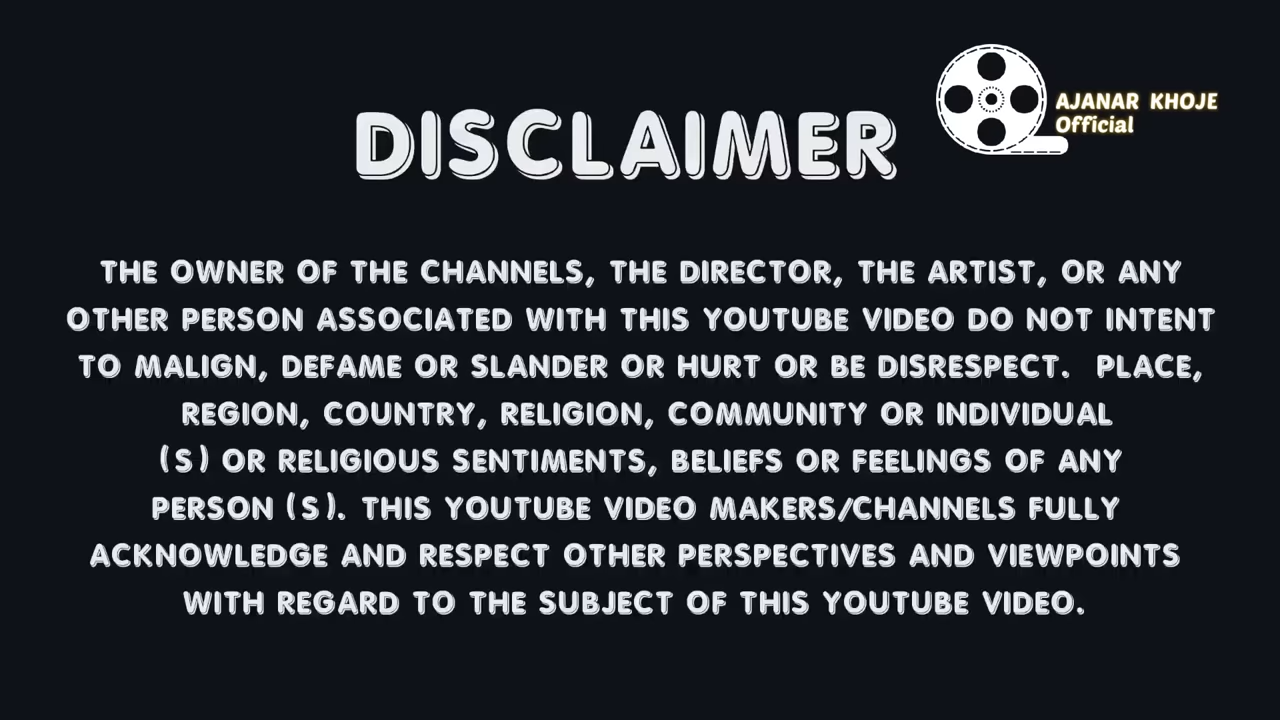 AJANAR KHOJE
Official
DISCLAIMER
THE OWNER OF THE CHANNELS, THE DIRECTOR, THE ARTIST, OR ANY
OTHER PERSON ASSOCIATED WITH THIS YOUTUBE VIDEO DO NOT INTENT
TO MALIGN, DEFAME OR SLANDER OR HURT OR BE DISRESPECT. PLACE,
REGION, COUNTRY, RELIGION, COMMUNITY OR INDIVIDUAL
(S) OR RELIGIOUS SENTIMENTS, BELIEFS OR FEELINGS OF ANY
PERSON (S). THIS YOUTUBE VIDEO MAKERS/CHANNELS FULLY
ACKNOWLEDGE AND RESPECT OTHER PERSPECTIVES AND VIEWPOINTS
WITH REGARD TO THE SUBJECT OF THIS YOUTUBE VIDEO.